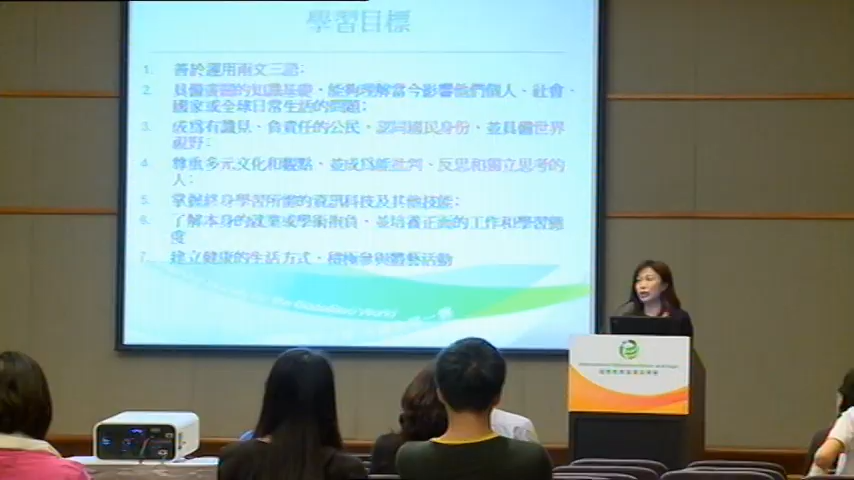 學習目標
1. 善於運用兩文三語;
2. 具備廣闊的知識基礎，能夠理解當今影響他們個人、社會、
國家或全球日常生活的問題;
3. 成為有識見、負責任的公民，認同國民身份，並具備世界
視野;
4. 尊重多元文化和觀點，並成為能批判、反思和獨立思考的
人;
5. 掌握終身學習所需的資訊科技及其他技能;
6. 了解本身的就業或學術抱負，並培養正面的工作和學習態
度
7. 建立健康的生活方式，積極參與體藝活動
the Globalized World